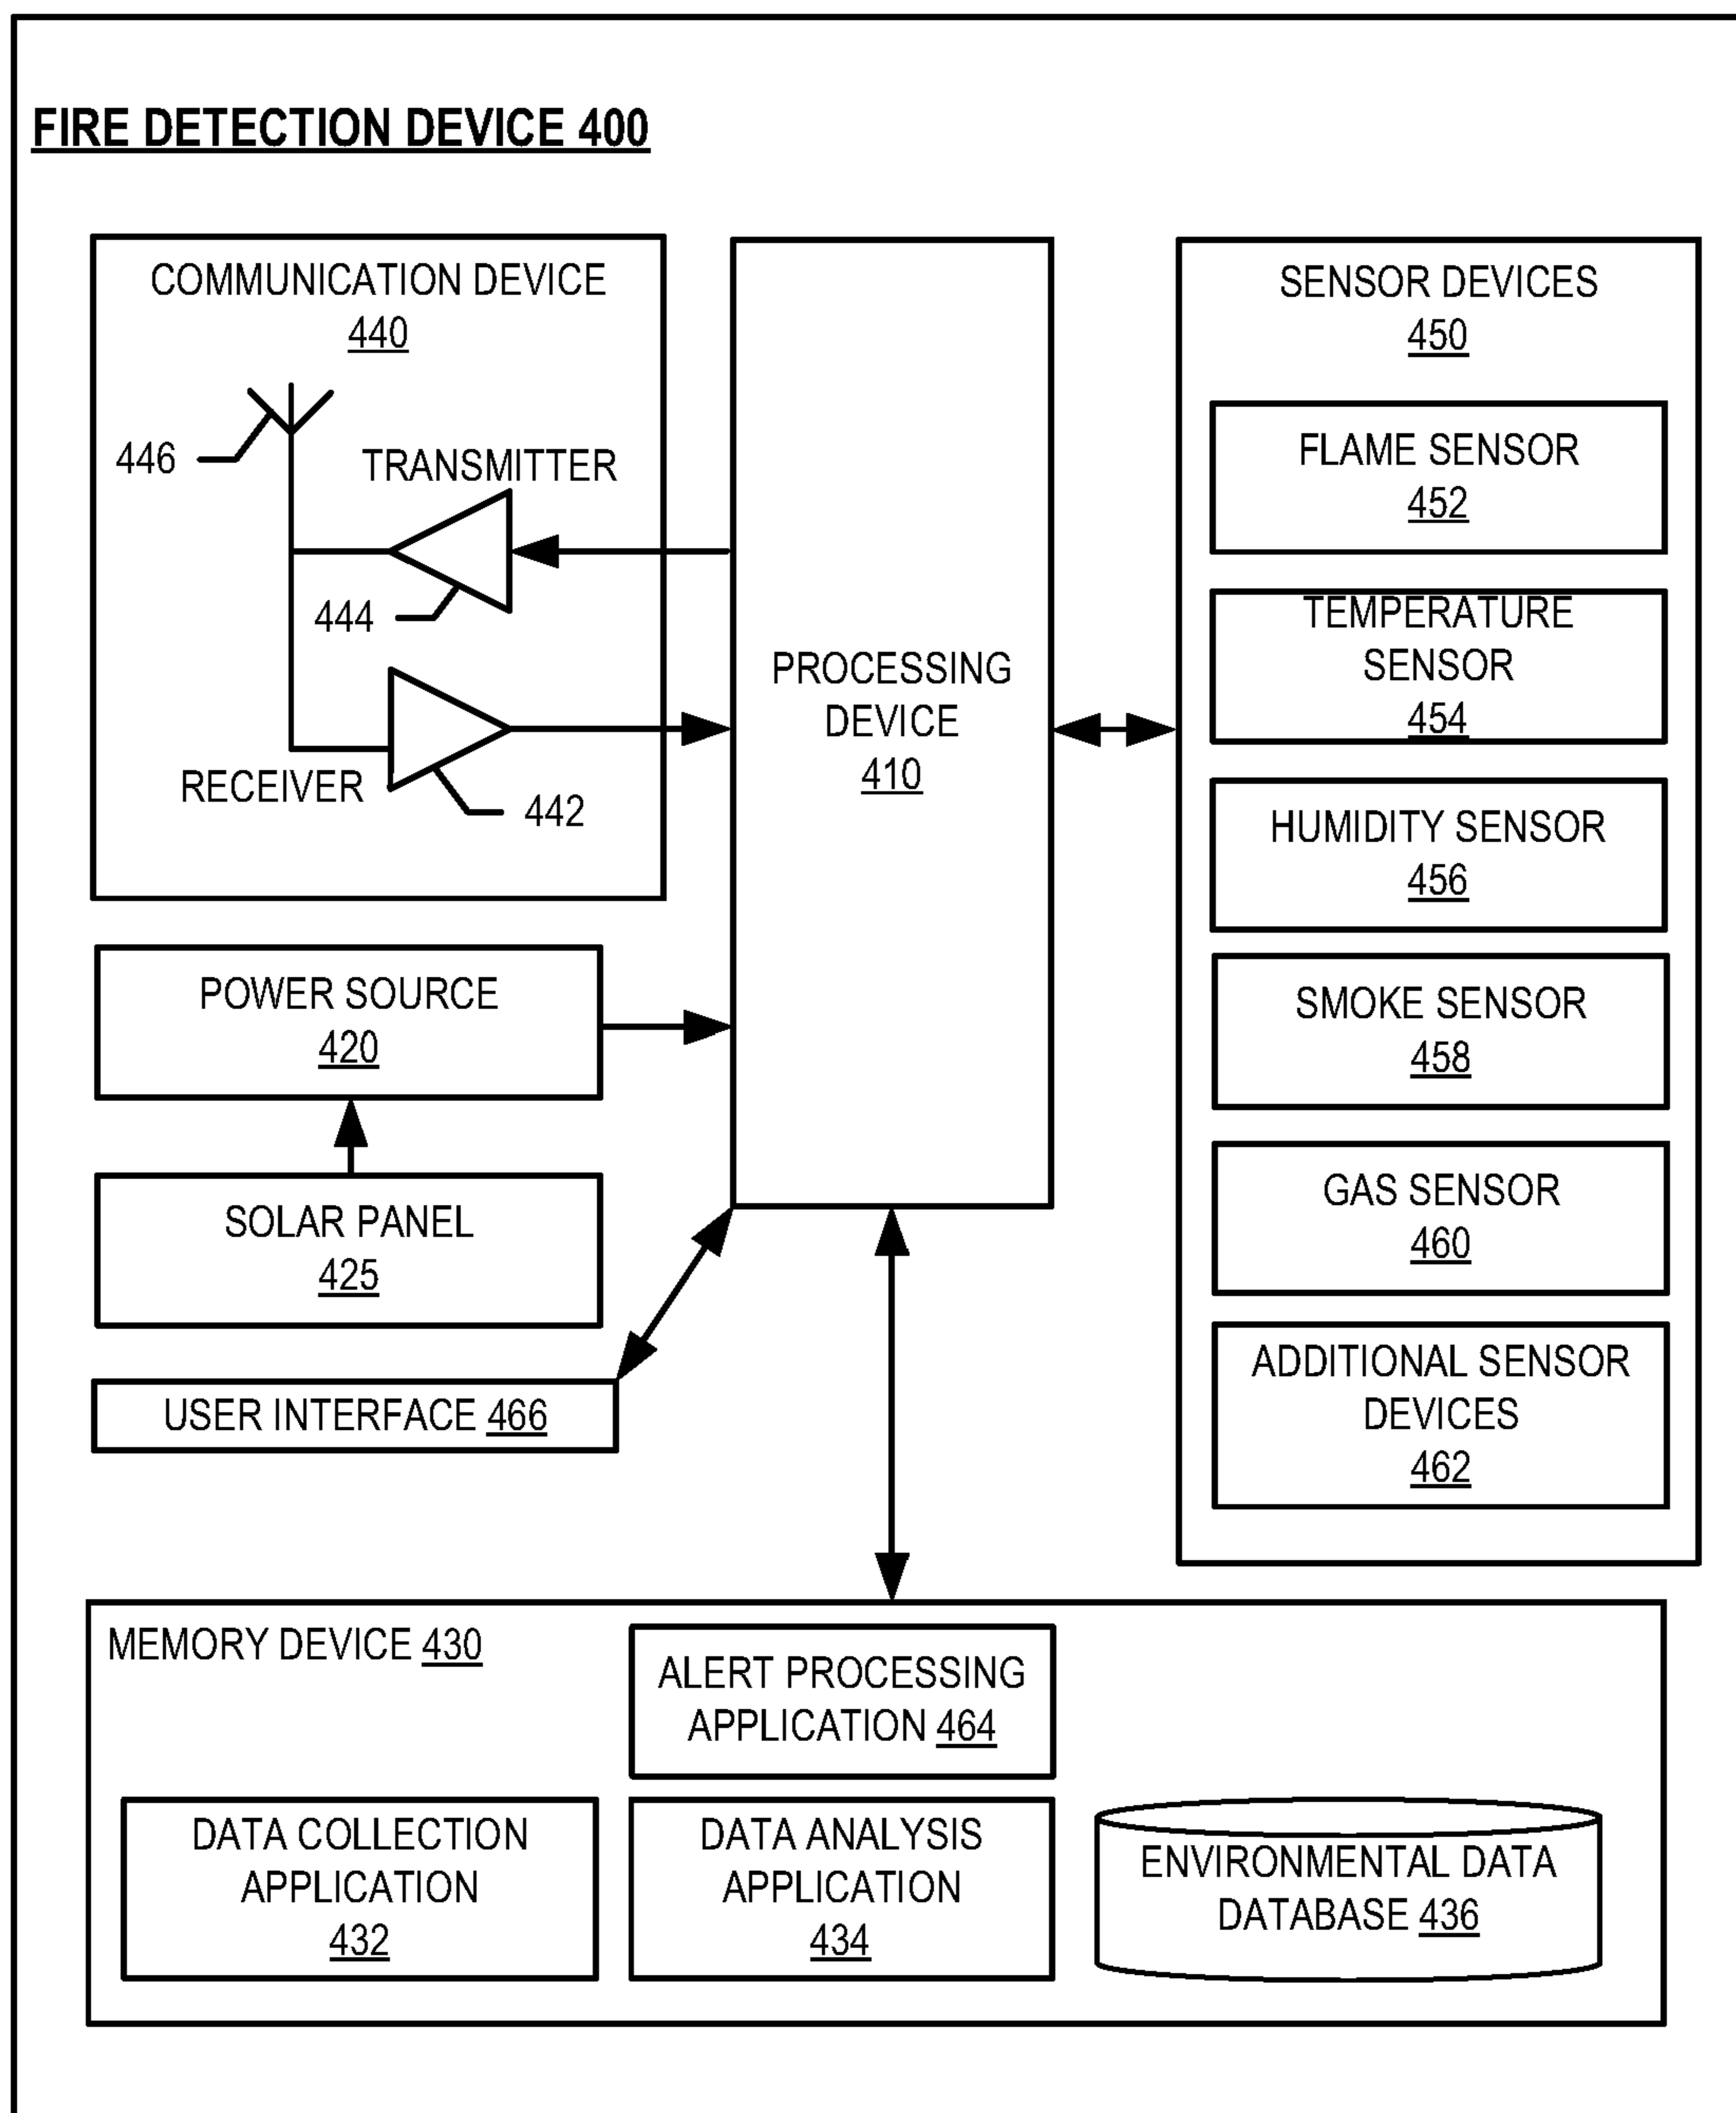 FIRE DETECTION DEVICE 400
COMMUNICATION DEVICE
440
446
TRANSMITTER
444
RECEIVER
442
PROCESSING
DEVICE
410
SENSOR DEVICES
450
FLAME SENSOR
452
TEMPERATURE
SENSOR
454
HUMIDITY SENSOR
456
SMOKE SENSOR
458
GAS SENSOR
460
ADDITIONAL SENSOR
DEVICES
462
POWER SOURCE
420
SOLAR PANEL
425
USER INTERFACE 466
MEMORY DEVICE 430
ALERT PROCESSING
APPLICATION 464
DATA COLLECTION
APPLICATION
432
DATA ANALYSIS
APPLICATION
434
ENVIRONMENTAL DATA
DATABASE 436